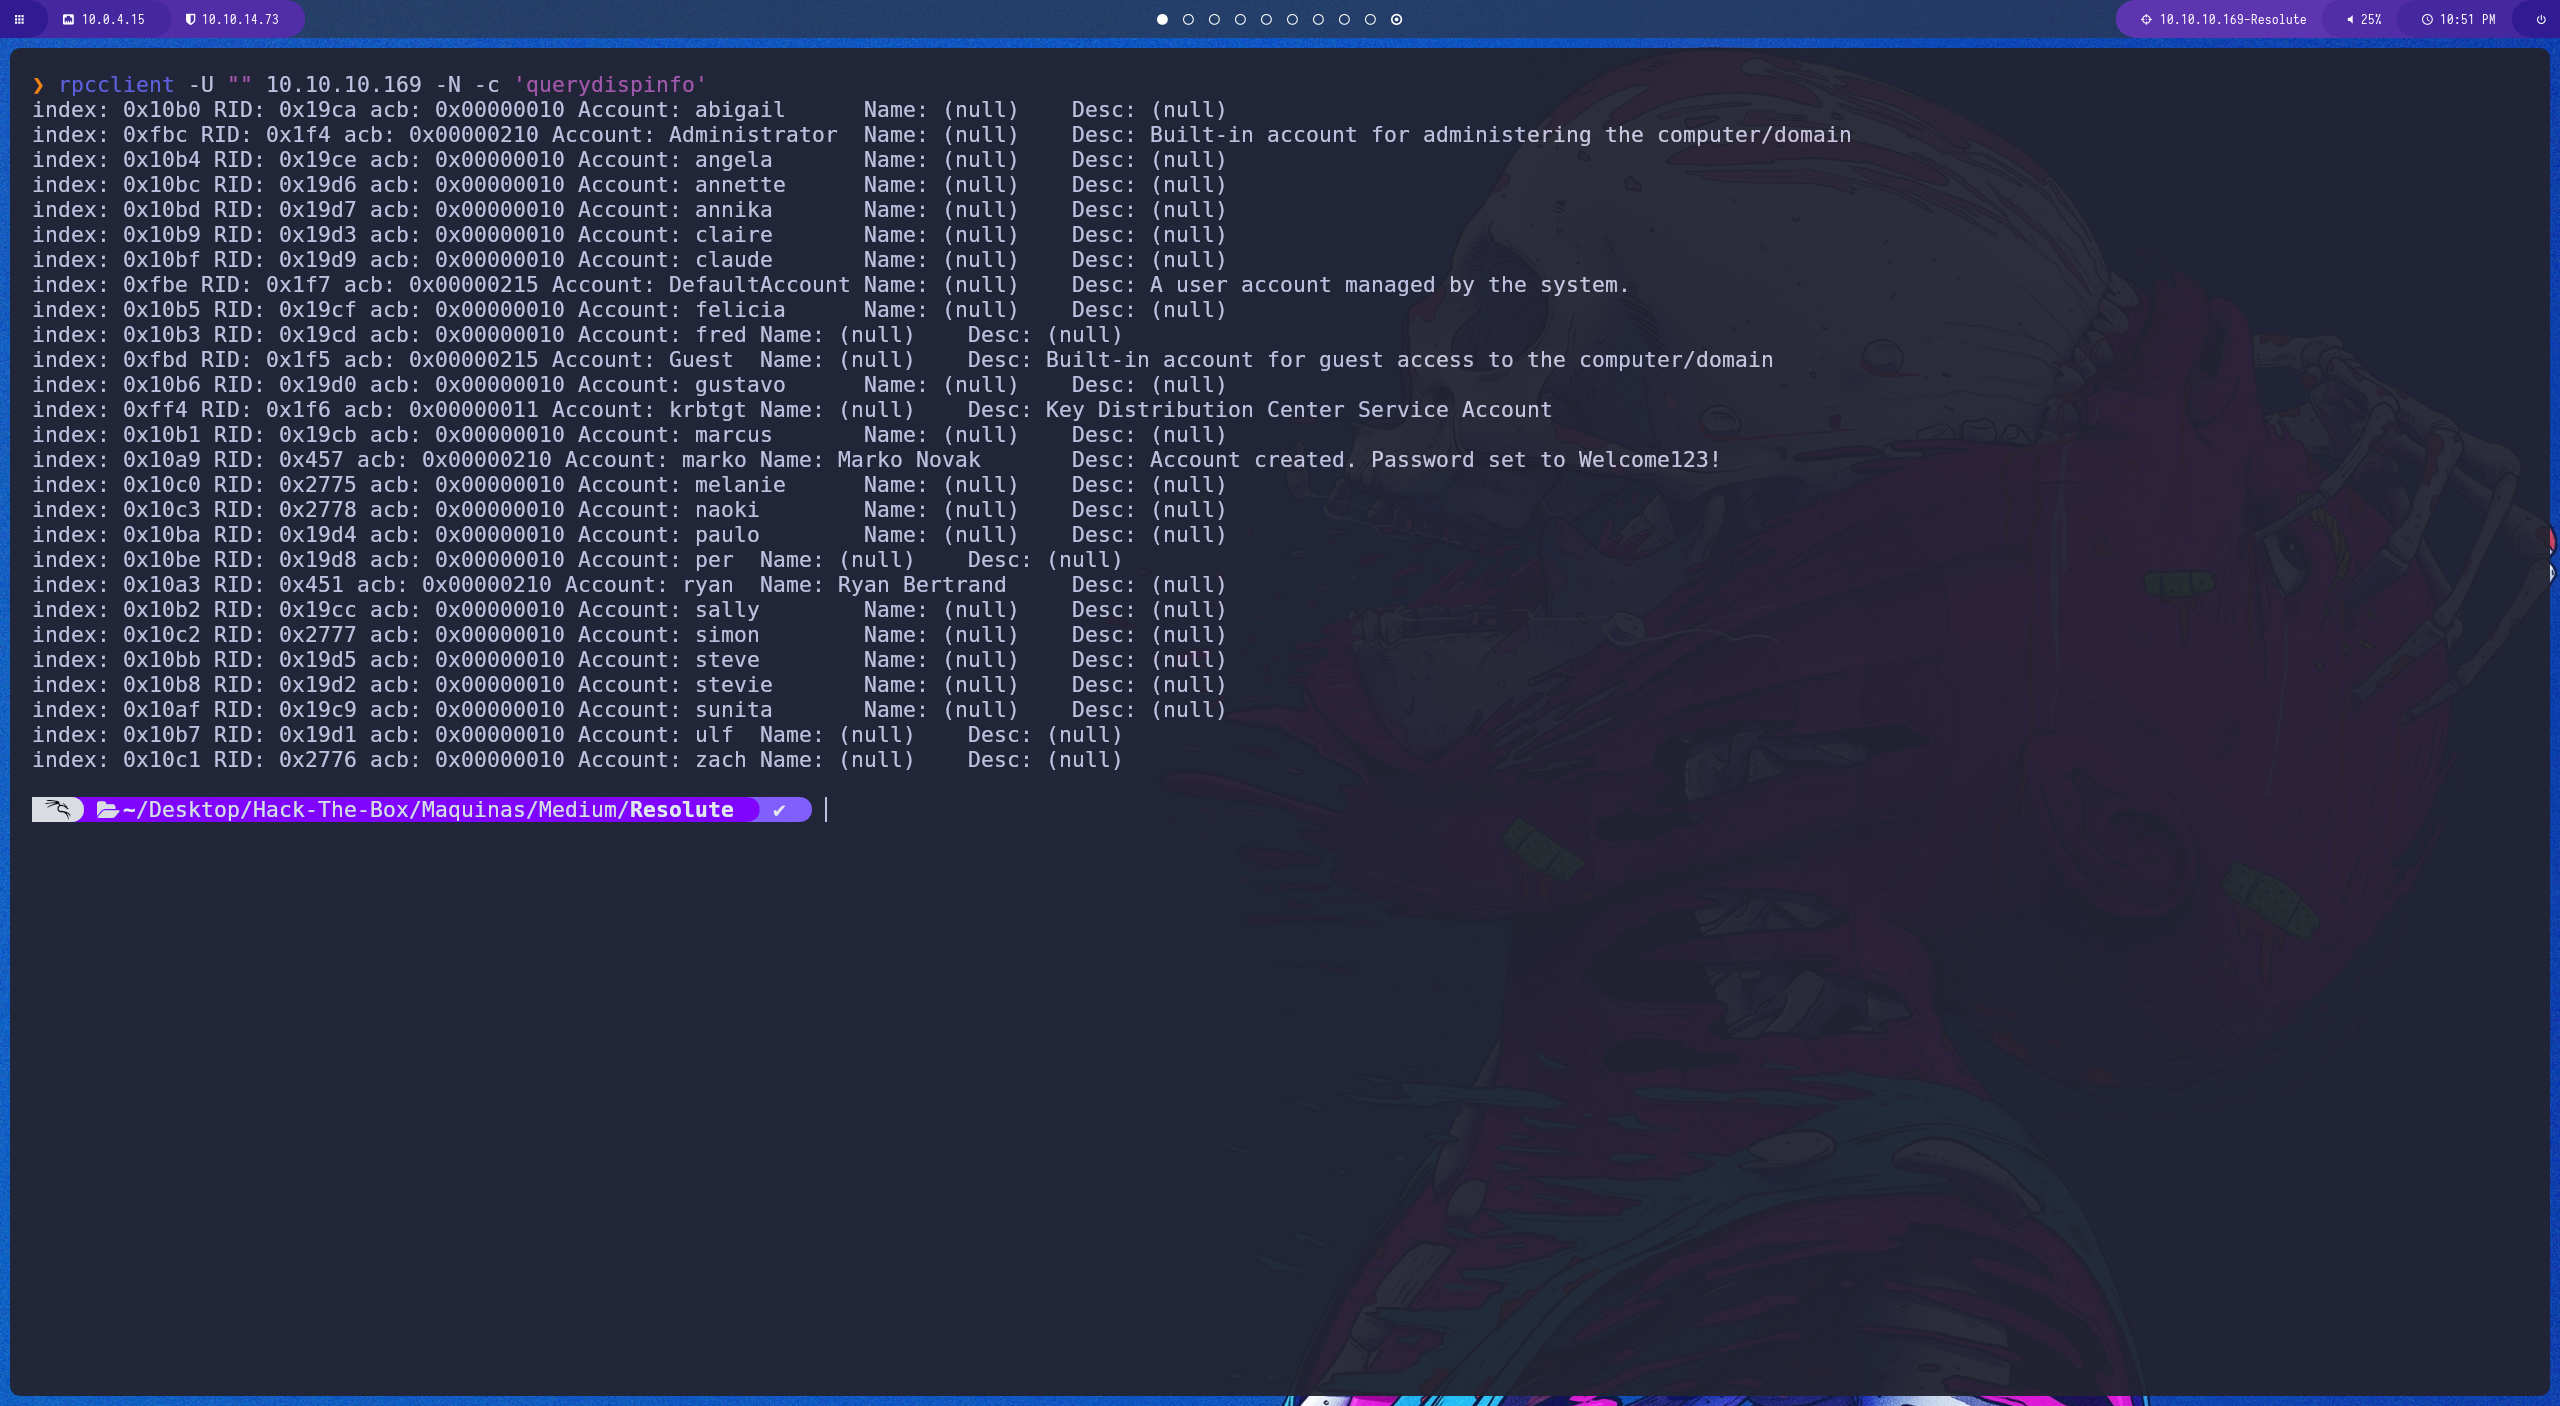 10.0.4.15 10.10.14.73 10.10.10.169-Resolute 25% 10:51 PM
❯ rpcclient -U "" 10.10.10.169 -N -c 'querydispinfo'
index: 0x10b0 RID: 0x19ca acb: 0x00000010 Account: abigail      Name: (null)    Desc: (null)
index: 0xfbc RID: 0x1f4 acb: 0x00000210 Account: Administrator  Name: (null)    Desc: Built-in account for administering the computer/domain
index: 0x10b4 RID: 0x19ce acb: 0x00000010 Account: angela       Name: (null)    Desc: (null)
index: 0x10bc RID: 0x19d6 acb: 0x00000010 Account: annette      Name: (null)    Desc: (null)
index: 0x10bd RID: 0x19d7 acb: 0x00000010 Account: annika       Name: (null)    Desc: (null)
index: 0x10b9 RID: 0x19d3 acb: 0x00000010 Account: claire       Name: (null)    Desc: (null)
index: 0x10bf RID: 0x19d9 acb: 0x00000010 Account: claude       Name: (null)    Desc: (null)
index: 0xfbe RID: 0x1f7 acb: 0x00000215 Account: DefaultAccount Name: (null)    Desc: A user account managed by the system.
index: 0x10b5 RID: 0x19cf acb: 0x00000010 Account: felicia      Name: (null)    Desc: (null)
index: 0x10b3 RID: 0x19cd acb: 0x00000010 Account: fred Name: (null)    Desc: (null)
index: 0xfbd RID: 0x1f5 acb: 0x00000215 Account: Guest  Name: (null)    Desc: Built-in account for guest access to the computer/domain
index: 0x10b6 RID: 0x19d0 acb: 0x00000010 Account: gustavo      Name: (null)    Desc: (null)
index: 0xff4 RID: 0x1f6 acb: 0x00000011 Account: krbtgt Name: (null)    Desc: Key Distribution Center Service Account
index: 0x10b1 RID: 0x19cb acb: 0x00000010 Account: marcus       Name: (null)    Desc: (null)
index: 0x10a9 RID: 0x457 acb: 0x00000210 Account: marko Name: Marko Novak       Desc: Account created. Password set to Welcome123!
index: 0x10c0 RID: 0x2775 acb: 0x00000010 Account: melanie      Name: (null)    Desc: (null)
index: 0x10c3 RID: 0x2778 acb: 0x00000010 Account: naoki        Name: (null)    Desc: (null)
index: 0x10ba RID: 0x19d4 acb: 0x00000010 Account: paulo        Name: (null)    Desc: (null)
index: 0x10be RID: 0x19d8 acb: 0x00000010 Account: per  Name: (null)    Desc: (null)
index: 0x10a3 RID: 0x451 acb: 0x00000210 Account: ryan  Name: Ryan Bertrand     Desc: (null)
index: 0x10b2 RID: 0x19cc acb: 0x00000010 Account: sally        Name: (null)    Desc: (null)
index: 0x10c2 RID: 0x2777 acb: 0x00000010 Account: simon        Name: (null)    Desc: (null)
index: 0x10bb RID: 0x19d5 acb: 0x00000010 Account: steve        Name: (null)    Desc: (null)
index: 0x10b8 RID: 0x19d2 acb: 0x00000010 Account: stevie       Name: (null)    Desc: (null)
index: 0x10af RID: 0x19c9 acb: 0x00000010 Account: sunita       Name: (null)    Desc: (null)
index: 0x10b7 RID: 0x19d1 acb: 0x00000010 Account: ulf  Name: (null)    Desc: (null)
index: 0x10c1 RID: 0x2776 acb: 0x00000010 Account: zach Name: (null)    Desc: (null)
~/Desktop/Hack-The-Box/Maquinas/Medium/Resolute ✔